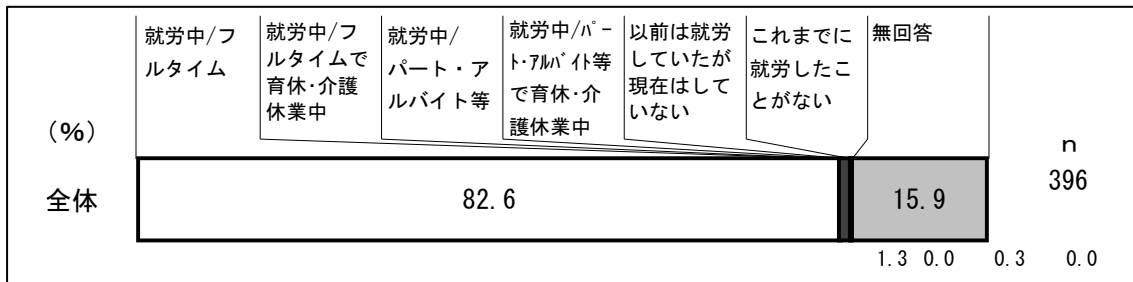 就労中/フ
ルタイム
就労中/フ
ルタイムで
育休・介護
休業中
就労中/
パート・ア
ルバイト等
就労中/ﾊﾟｰ
ﾄ・ｱﾙﾊﾞｲﾄ等
で育休・介
護休業中
以前は就労
していたが
現在はして
いない
これまでに
就労したこ
とがない
無回答
（％）
ｎ
全体
82.6
15.9
396
1.3 0.0 0.3 0.0